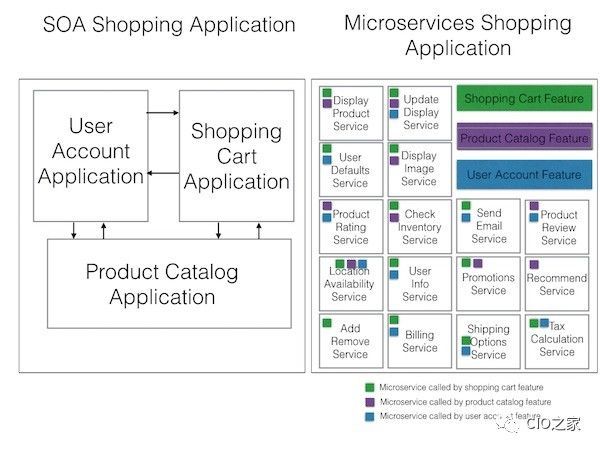 SOA Shopping Application
Microservices Shopping
Application
User
Account
Application
Shopping
Cart
Application
Product Catalog
Application
Display
Product
Service
Update
Display
Service
Shopping Cart Feature
Product Catalog Feature
User Account Feature
User
Defaults
Service
Display
Image
Service
Product
Rating
Service
Check
Inventory
Service
Send
Email
Service
Product
Review
Service
Location
Availability
Service
User
Info
Service
Promotions
Service
Recommend
Service
Add
Remove
Service
Billing
Service
Shipping
Options
Service
Tax
Calculation
Service
Microservice called by shopping cart feature
Microservice called by product catalog feature
Microservice called by user account feature
CIO之家